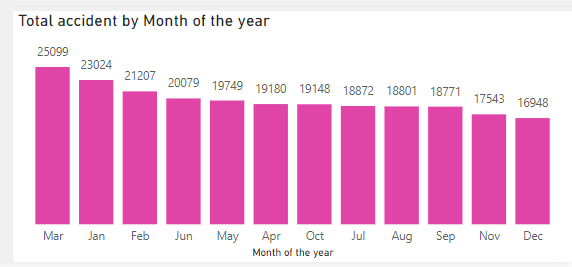 Total accident by Month of the year
25099 23024 21207 20079 19749 19180 19148 18872 18801 18771 17543 16948
Mar Jan Feb Jun May Apr Oct Jul Aug Sep Nov Dec
Month of the year